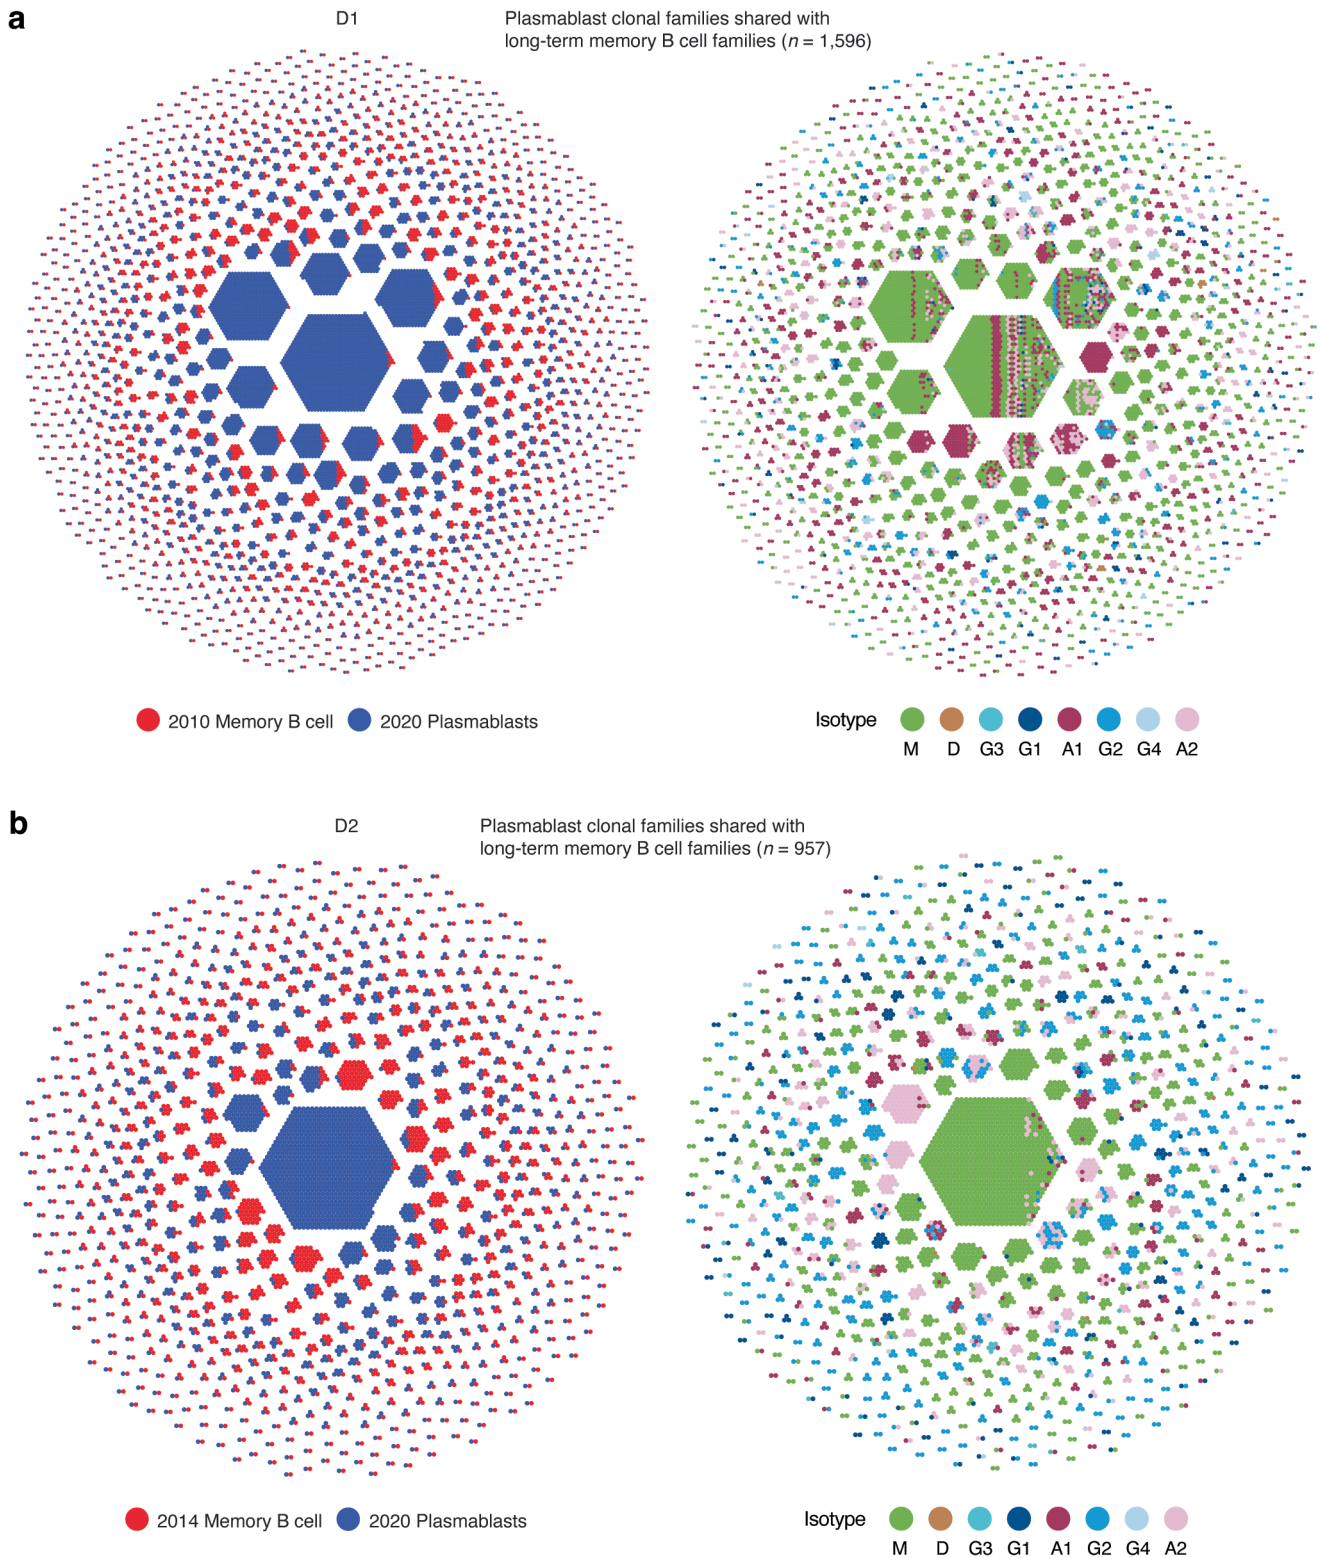 a
D1
Plasmablast clonal families shared with
long-term memory B cell families (n = 1,596)
2010 Memory B cell
2020 Plasmablasts
Isotype
M D G3 G1 A1 G2 G4 A2
b
D2
Plasmablast clonal families shared with
long-term memory B cell families (n = 957)
2014 Memory B cell
2020 Plasmablasts
Isotype
M D G3 G1 A1 G2 G4 A2